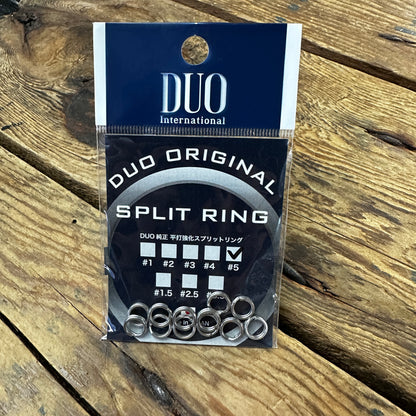 DUO
International
DUO ORIGINAL
SPLIT RING
DUO 純正 平打強化スプリットリング
#1 #2 #3 #4 #5
#1.5 #2.5